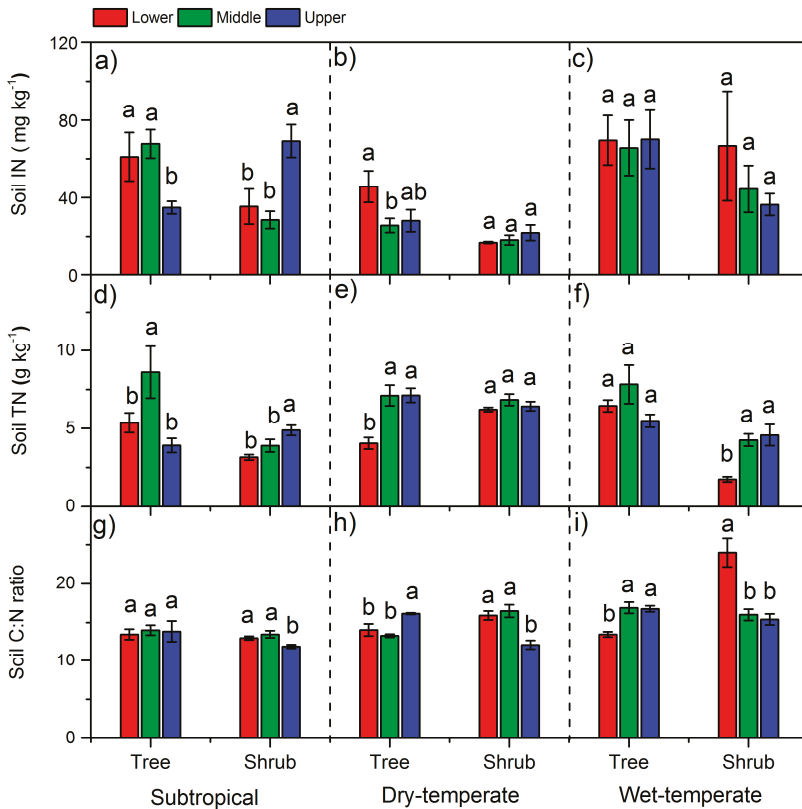 Lower Middle Upper
120
80
40
0
Soil IN ( mg kg⁻¹)
a) a a b b b a
b) a b ab a a a
c) a a a a a a
10
5
0
Soil TN (g kg⁻¹)
d) b a b b b a
e) b a a a a a
f) a a a b a a
20
10
0
Scil C:N ratio
g) a a a a a b
h) b b a a a b
i) b a a a b b
Tree Shrub Tree Shrub Tree Shrub
Subtropical Dry-temperate Wet-temperate